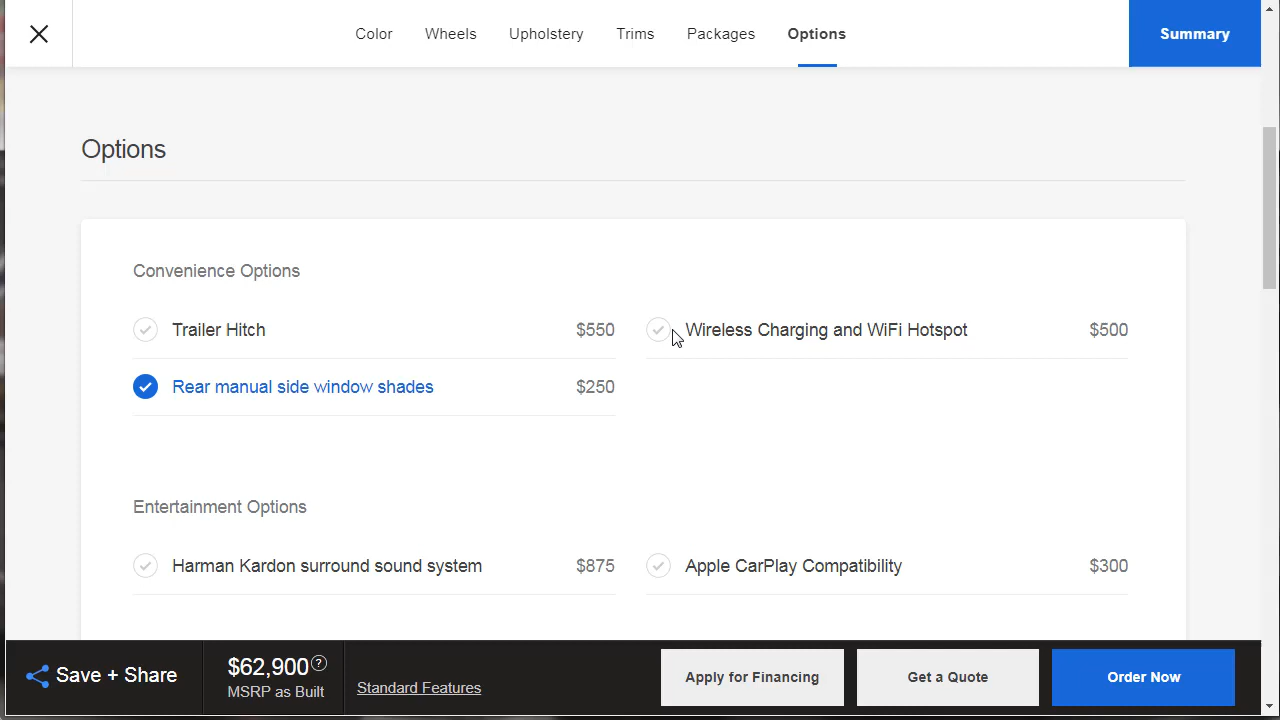 Color Wheels Upholstery Trims Packages Options Summary
Options
Convenience Options
Trailer Hitch $550 Wireless Charging and WiFi Hotspot $500
Rear manual side window shades $250
Entertainment Options
Harman Kardon surround sound system $875 Apple CarPlay Compatibility $300
Save + Share $62,900 ? MSRP as Built Standard Features Apply for Financing Get a Quote Order Now